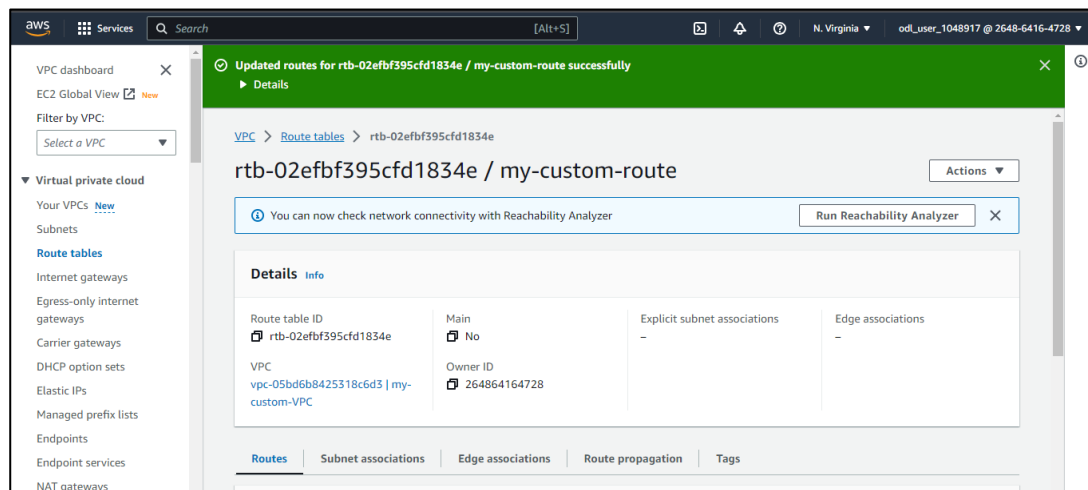 aws Services Search [Alt+S] N. Virginia odl_user_1048917 @ 2648-6416-4728
VPC dashboard
EC2 Global View New
Filter by VPC:
Select a VPC
Virtual private cloud
Your VPCs New
Subnets
Route tables
Internet gateways
Egress-only internet
gateways
Carrier gateways
DHCP option sets
Elastic IPs
Managed prefix lists
Endpoints
Endpoint services
NAT gateways
Updated routes for rtb-02efbf395cfd1834e / my-custom-route successfully
Details
VPC > Route tables > rtb-02efbf395cfd1834e
rtb-02efbf395cfd1834e / my-custom-route
Actions
You can now check network connectivity with Reachability Analyzer
Run Reachability Analyzer
Details Info
Route table ID
rtb-02efbf395cfd1834e
Main
No
Explicit subnet associations
–
Edge associations
–
VPC
vpc-05bd6b8425318c6d3 | my-
custom-VPC
Owner ID
264864164728
Routes Subnet associations Edge associations Route propagation Tags